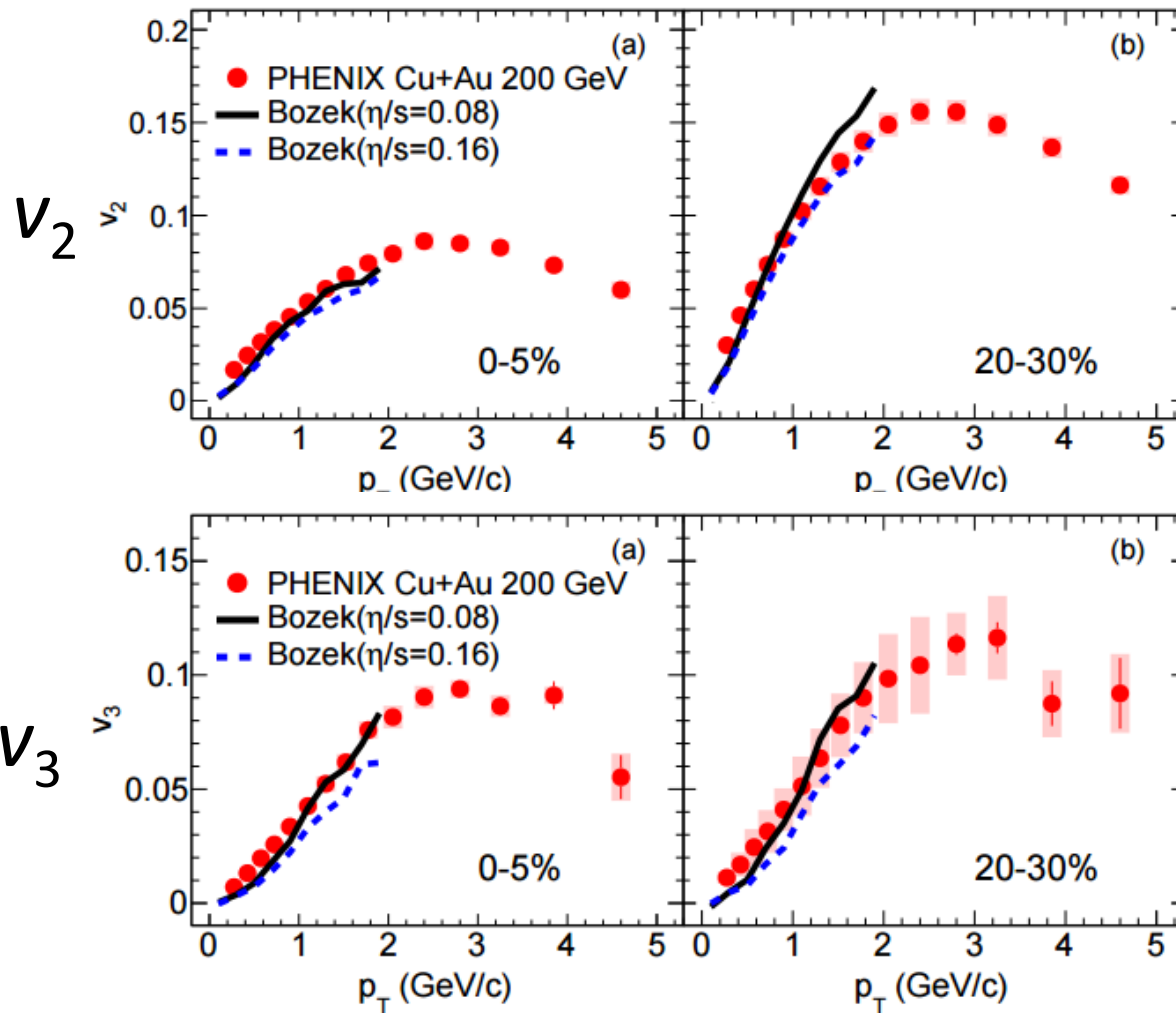 0.2 (a) (b)
PHENIX Cu+Au 200 GeV
Bozek(η/s=0.08)
Bozek(η/s=0.16)
0.15
v₂ v₂
0.1
0.05
0-5% 20-30%
0
0 1 2 3 4 5 0 1 2 3 4 5
p (GeV/c) p (GeV/c)
(a) (b)
0.15
PHENIX Cu+Au 200 GeV
Bozek(η/s=0.08)
Bozek(η/s=0.16)
0.1
v₃ v₃
0.05
0-5% 20-30%
0
0 1 2 3 4 5 0 1 2 3 4 5
p_T (GeV/c) p_T (GeV/c)